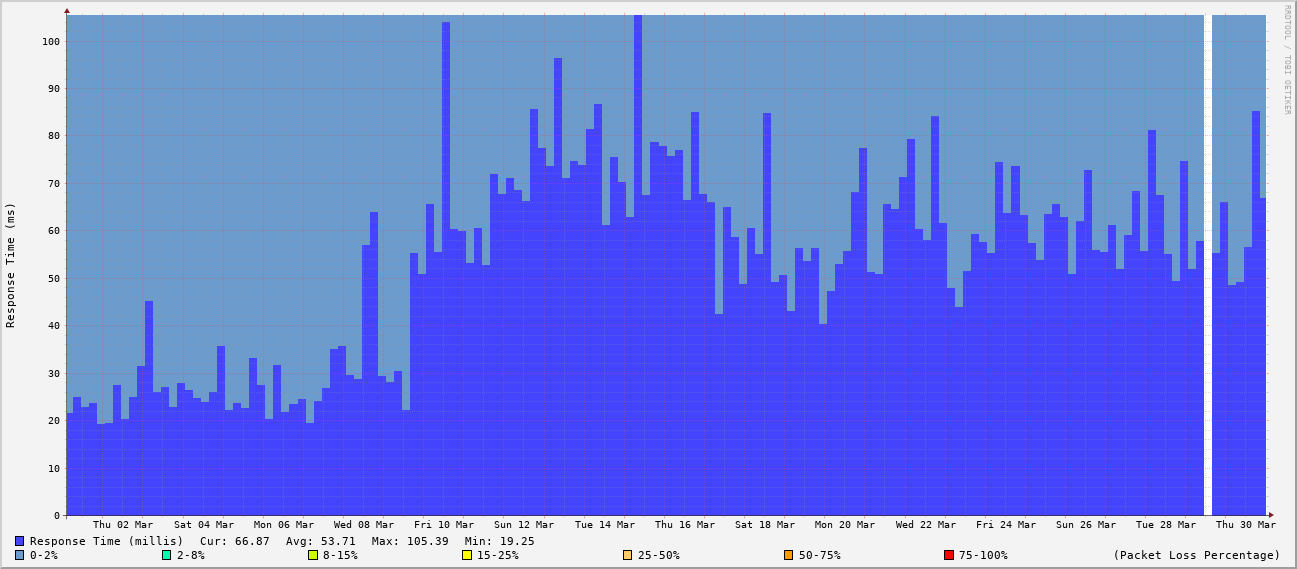 RRDTOOL / TOBI OETIKER
Response Time (ms)
100
90
80
70
60
50
40
30
20
10
0
Thu 02 Mar Sat 04 Mar Mon 06 Mar Wed 08 Mar Fri 10 Mar Sun 12 Mar Tue 14 Mar Thu 16 Mar Sat 18 Mar Mon 20 Mar Wed 22 Mar Fri 24 Mar Sun 26 Mar Tue 28 Mar Thu 30 Mar
Response Time (millis) Cur: 66.87 Avg: 53.71 Max: 105.39 Min: 19.25
0-2% 2-8% 8-15% 15-25% 25-50% 50-75% 75-100% (Packet Loss Percentage)